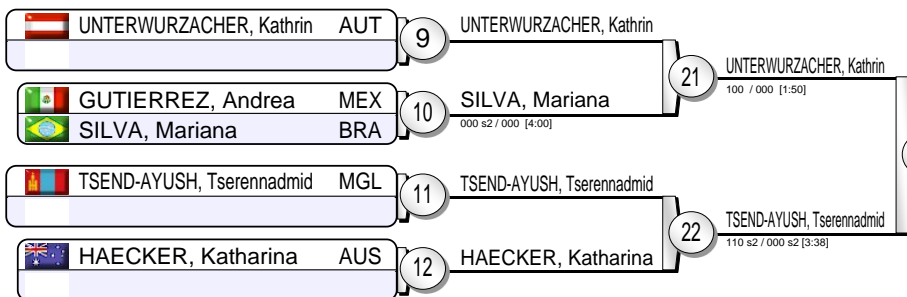 UNTERWURZACHER, Kathrin AUT
9
UNTERWURZACHER, Kathrin
21
UNTERWURZACHER, Kathrin
100 / 000 [1:50]
GUTIERREZ, Andrea MEX
SILVA, Mariana BRA
10
SILVA, Mariana
000 s2 / 000 [4:00]
TSEND-AYUSH, Tserennadmid MGL
11
TSEND-AYUSH, Tserennadmid
22
TSEND-AYUSH, Tserennadmid
110 s2 / 000 s2 [3:38]
HAECKER, Katharina AUS
12
HAECKER, Katharina